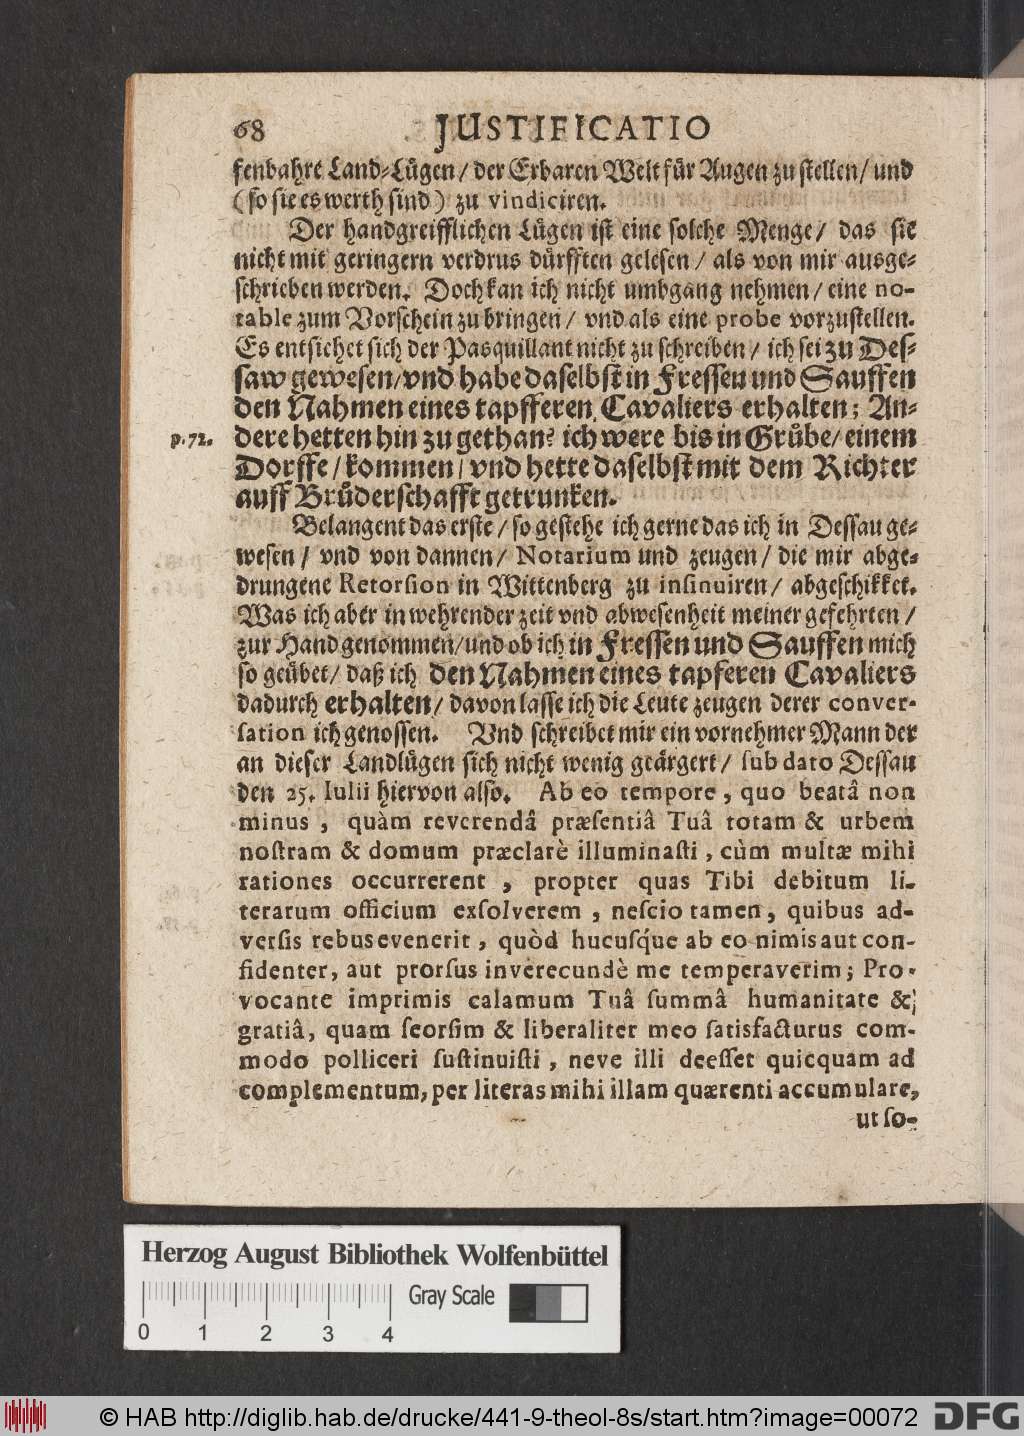 68 JUSTIFICATIO
fenbahre Land-Lügen/ der Erbaren Welt für Augen zu stellen/ und
(so sie es werth sind) zu vindiciren.
Der handgreifflichen Lügen ist eine solche Menge/ das sie
nicht mit geringern verdrus dürfften gelesen/ als von mir ausge-
schrieben werden. Doch kan ich nicht umbgang nehmen/ eine no-
table zum Vorschein zu bringen/ vnd als eine probe vorzustellen.
Es entsichet sich der Pasquillant nicht zu schreiben/ ich sei zu Des-
saw gewesen/ vnd habe daselbst in Fressen und Sauffen
den Nahmen eines tapfferen Cavaliers erhalten; An-
p. 72. dere hetten hin zu gethan? ich were bis in Grübe/ einem
Dorffe/ kommen/ vnd hette daselbst mit dem Richter
auff Brüderschafft getrunken.
Belangent das erste/ so gestehe ich gerne das ich in Dessau ge-
wesen/ vnd von dannen/ Notarium und zeugen/ die mir abge-
drungene Retorsion in Wittenberg zu insinuiren/ abgeschikket.
Was ich aber in wehrender zeit vnd abwesenheit meiner gefehrten/
zur Hand genommen/ und ob ich in Fressen und Sauffen mich
so geübet/ daß ich den Nahmen eines tapferen Cavaliers
dadurch erhalten/ davon lasse ich die Leute zeugen derer conver-
sation ich genossen. Vnd schreibet mir ein vornehmer Mann der
an dieser Landlügen sich nicht wenig geärgert/ sub dato Dessau
den 25. Iulii hiervon also. Ab eo tempore, quo beatâ non
minus, quàm reverendâ præsentiâ Tuâ totam & urbem
nostram & domum præclarè illuminasti, cùm multæ mihi
rationes occurrerent, propter quas Tibi debitum li-
terarum officium exsolverem, nescio tamen, quibus ad-
versis rebus evenerit, quòd hucusq́ue ab eo nimis aut con-
fidenter, aut prorsus inverecundè me temperaverim; Pro-
vocante imprimis calamum Tuâ summâ humanitate &
gratiâ, quam seorsim & liberaliter meo satisfacturus com-
modo polliceri sustinuisti, neve illi deesset quicquam ad
complementum, per literas mihi illam quærenti accumulare,
ut so-
Herzog August Bibliothek Wolfenbüttel
Gray Scale
0 1 2 3 4
© HAB http://diglib.hab.de/drucke/441-9-theol-8s/start.htm?image=00072 DFG